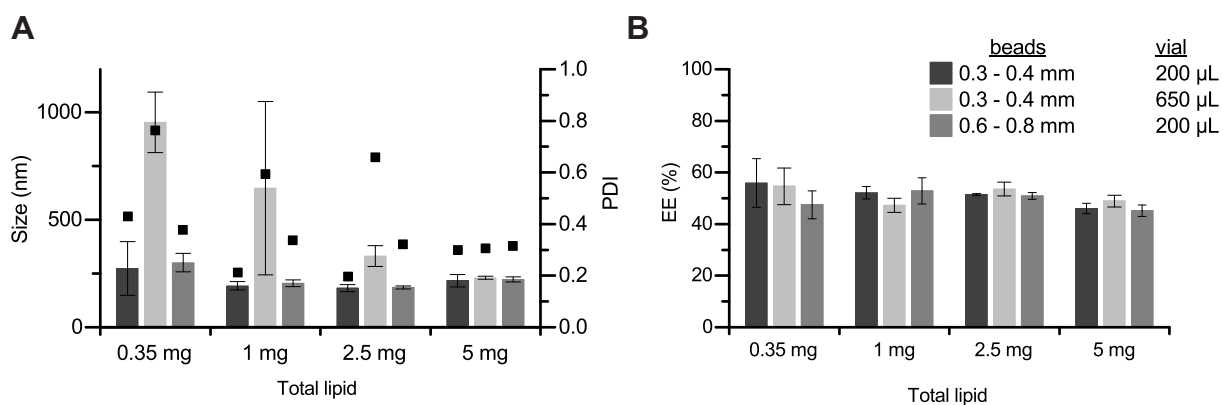 A
Size (nm)
1000
500
0
1.0
0.8
0.6
0.4
0.2
0.0
PDI
0.35 mg 1 mg 2.5 mg 5 mg
Total lipid
B
beads vial
0.3 - 0.4 mm 200 µL
0.3 - 0.4 mm 650 µL
0.6 - 0.8 mm 200 µL
EE (%)
100
80
60
40
20
0
0.35 mg 1 mg 2.5 mg 5 mg
Total lipid